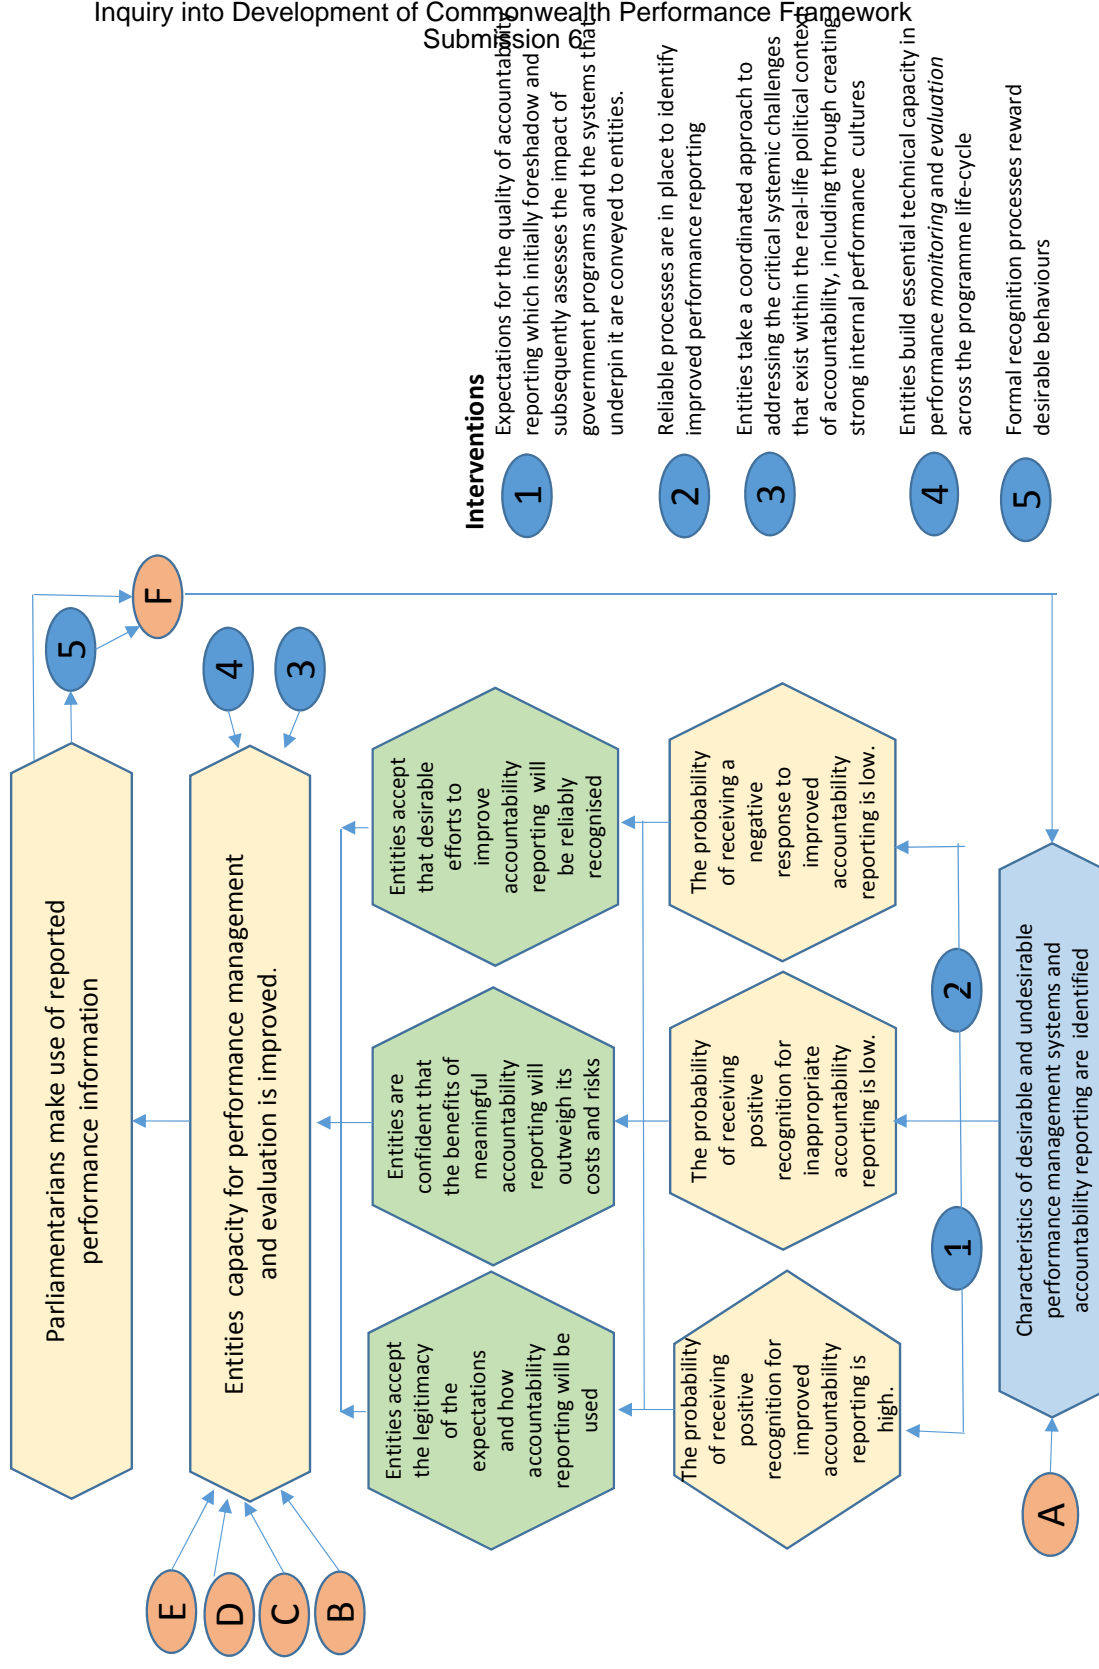 Inquiry into Development of Commonwealth Performance Framework
Submission 6
Parliamentarians make use of reported
performance information
5
F
Entities  capacity for performance management
and evaluation is improved.
E
D
C
B
4
3
Entities accept
the legitimacy
of the
expectations
and how
accountability
reporting will be
used
Entities are
confident that
the benefits of
meaningful
accountability
reporting will
outweigh its
costs and risks
Entities accept
that desirable
efforts to
improve
accountability
reporting  will
be reliably
recognised
The probability
of receiving
positive
recognition for
improved
accountability
reporting is
high.
The probability
of receiving
positive
recognition for
inappropriate
accountability
reporting is low.
The probability
of receiving a
negative
response to
improved
accountability
reporting is low.
1
2
A
Characteristics of desirable and undesirable
performance management systems and
accountability reporting are  identified
Interventions
1
Expectations for the quality of accountability
reporting which initially foreshadow and
subsequently assesses the impact of
government programs and the systems that
underpin it are conveyed to entities.
2
Reliable processes are in place to identify
improved performance reporting
3
Entities take a coordinated approach to
addressing the critical systemic challenges
that exist within the real-life political context
of accountability, including through creating
strong internal performance  cultures
4
Entities build essential technical capacity in
performance monitoring and evaluation
across the programme life-cycle
5
Formal recognition processes reward
desirable behaviours